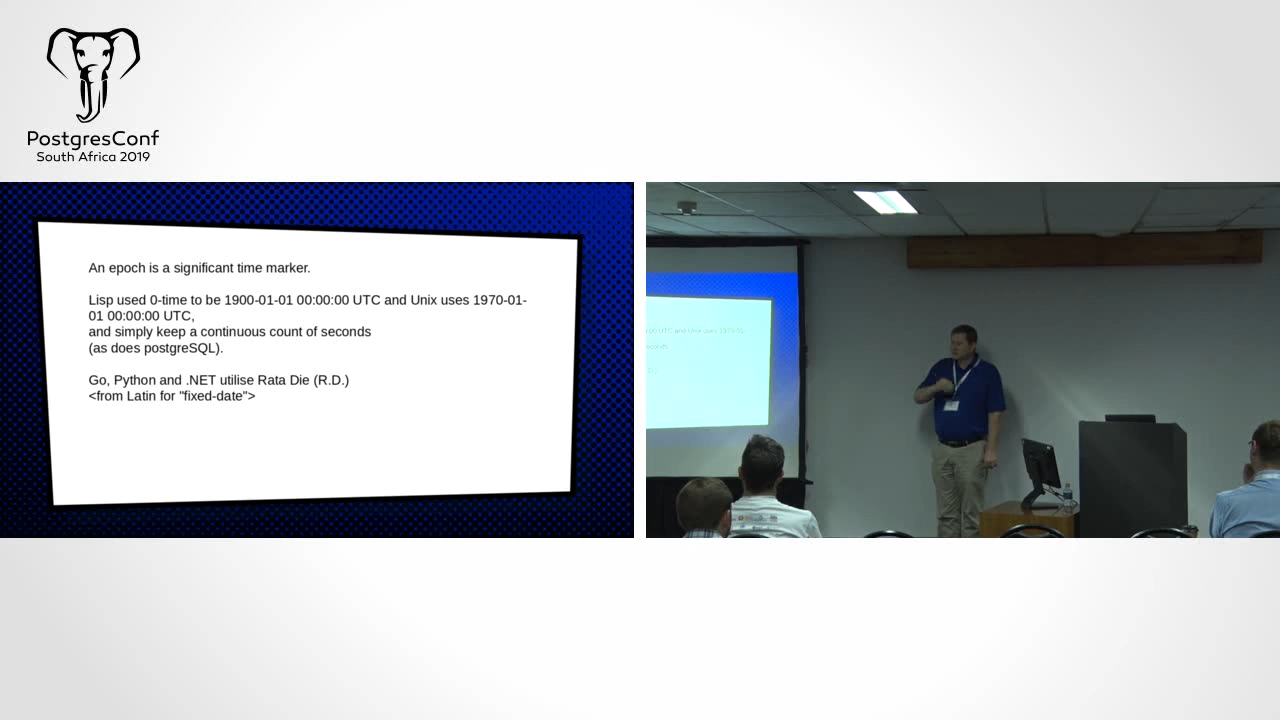 PostgresConf
South Africa 2019
An epoch is a significant time marker.
Lisp used 0-time to be 1900-01-01 00:00:00 UTC and Unix uses 1970-01-
01 00:00:00 UTC,
and simply keep a continuous count of seconds
(as does postgreSQL).
Go, Python and .NET utilise Rata Die (R.D.)
<from Latin for "fixed-date">